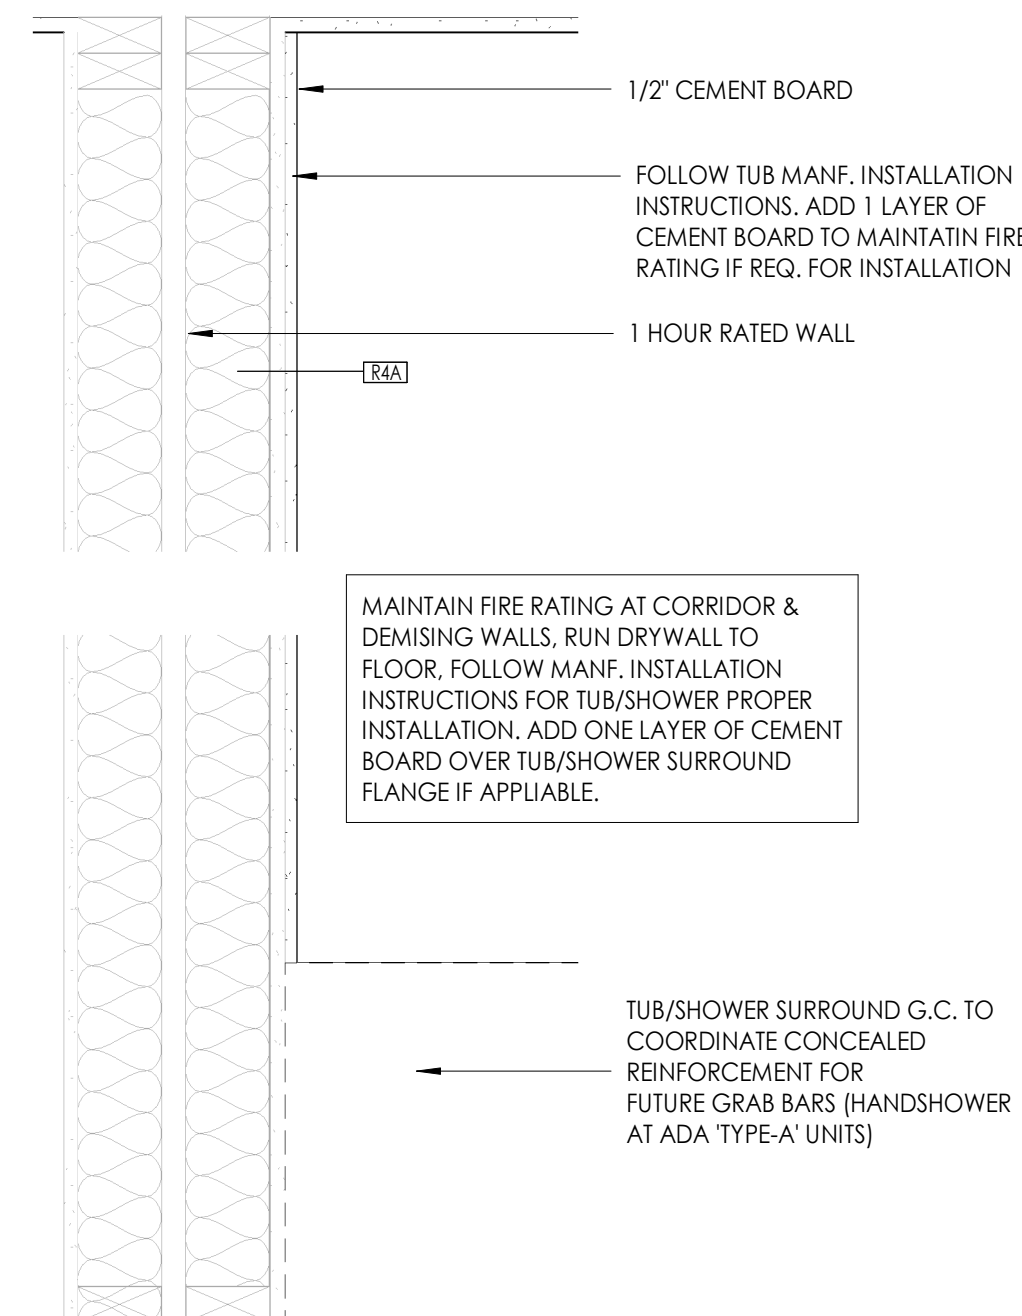 1/2" CEMENT BOARD
FOLLOW TUB MANF. INSTALLATION
INSTRUCTIONS. ADD 1 LAYER OF
CEMENT BOARD TO MAINTATIN FIRE
RATING IF REQ. FOR INSTALLATION
1 HOUR RATED WALL
R4A
MAINTAIN FIRE RATING AT CORRIDOR &
DEMISING WALLS, RUN DRYWALL TO
FLOOR, FOLLOW MANF. INSTALLATION
INSTRUCTIONS FOR TUB/SHOWER PROPER
INSTALLATION. ADD ONE LAYER OF CEMENT
BOARD OVER TUB/SHOWER SURROUND
FLANGE IF APPLIABLE.
TUB/SHOWER SURROUND G.C. TO
COORDINATE CONCEALED
REINFORCEMENT FOR
FUTURE GRAB BARS (HANDSHOWER
AT ADA 'TYPE-A' UNITS)